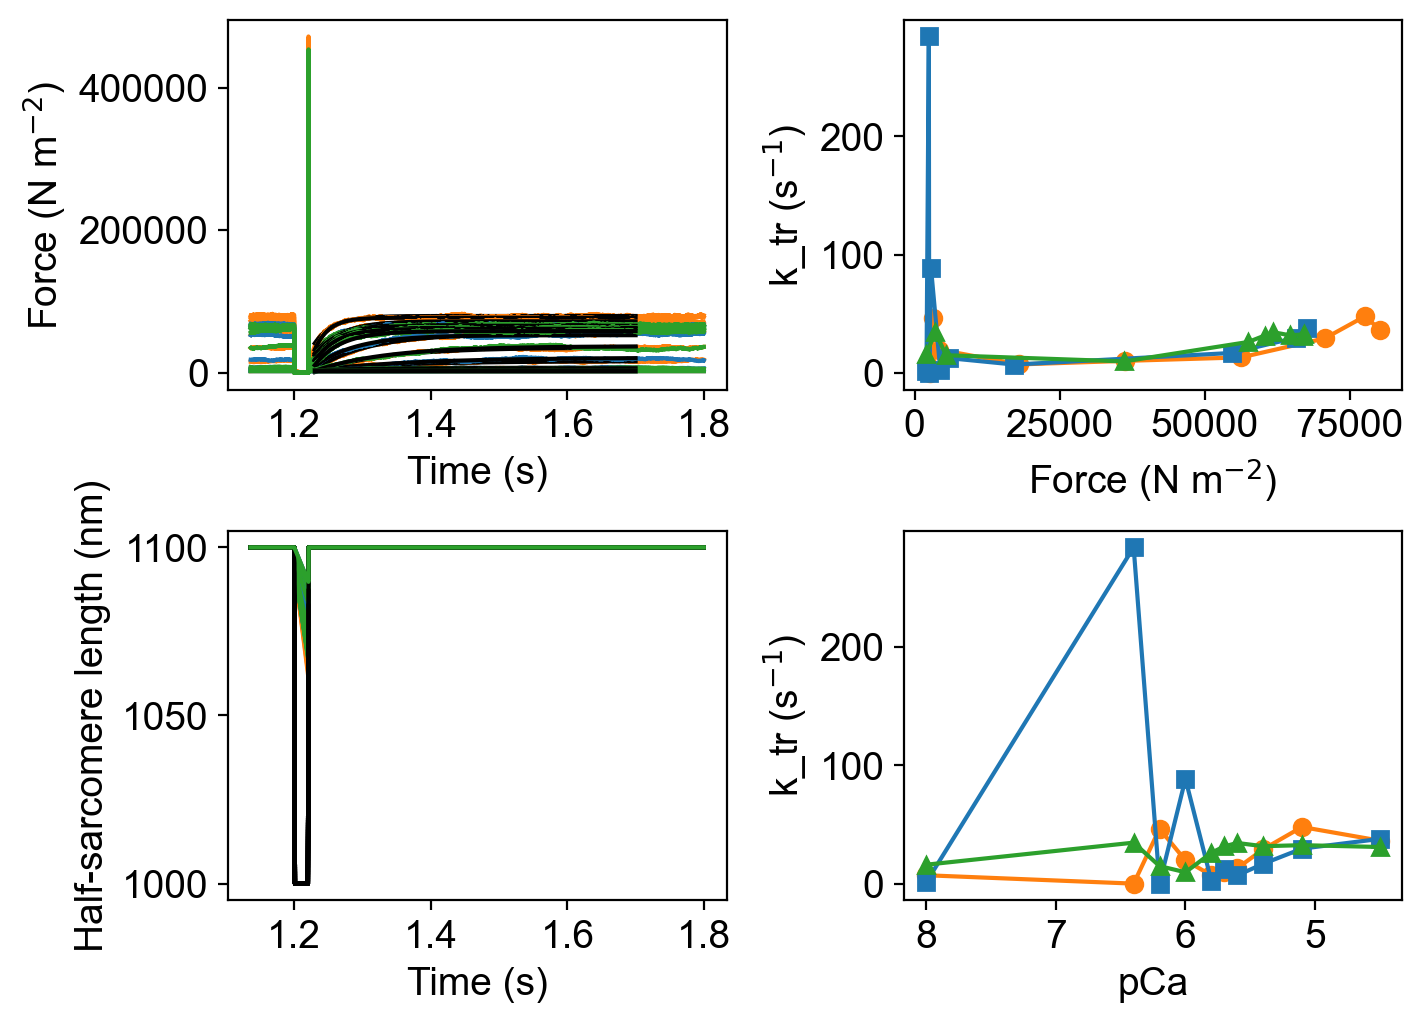 400000
200000
0
Force (N m⁻²)
1.2 1.4 1.6 1.8
Time (s)
200
100
0
k_tr (s⁻¹)
0 25000 50000 75000
Force (N m⁻²)
1100
1050
1000
Half-sarcomere length (nm)
1.2 1.4 1.6 1.8
Time (s)
200
100
0
k_tr (s⁻¹)
8 7 6 5
pCa